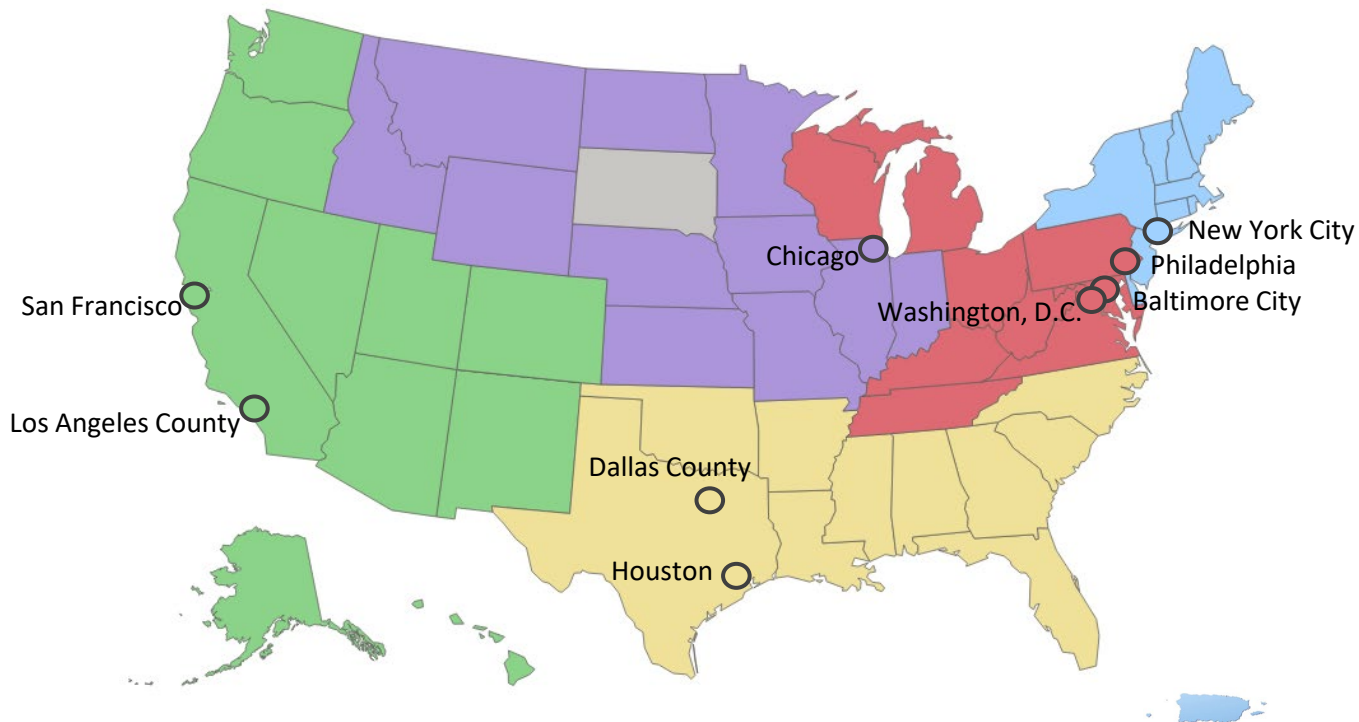 New York City
Chicago
Philadelphia
San Francisco
Washington, D.C.
Baltimore City
Los Angeles County
Dallas County
Houston